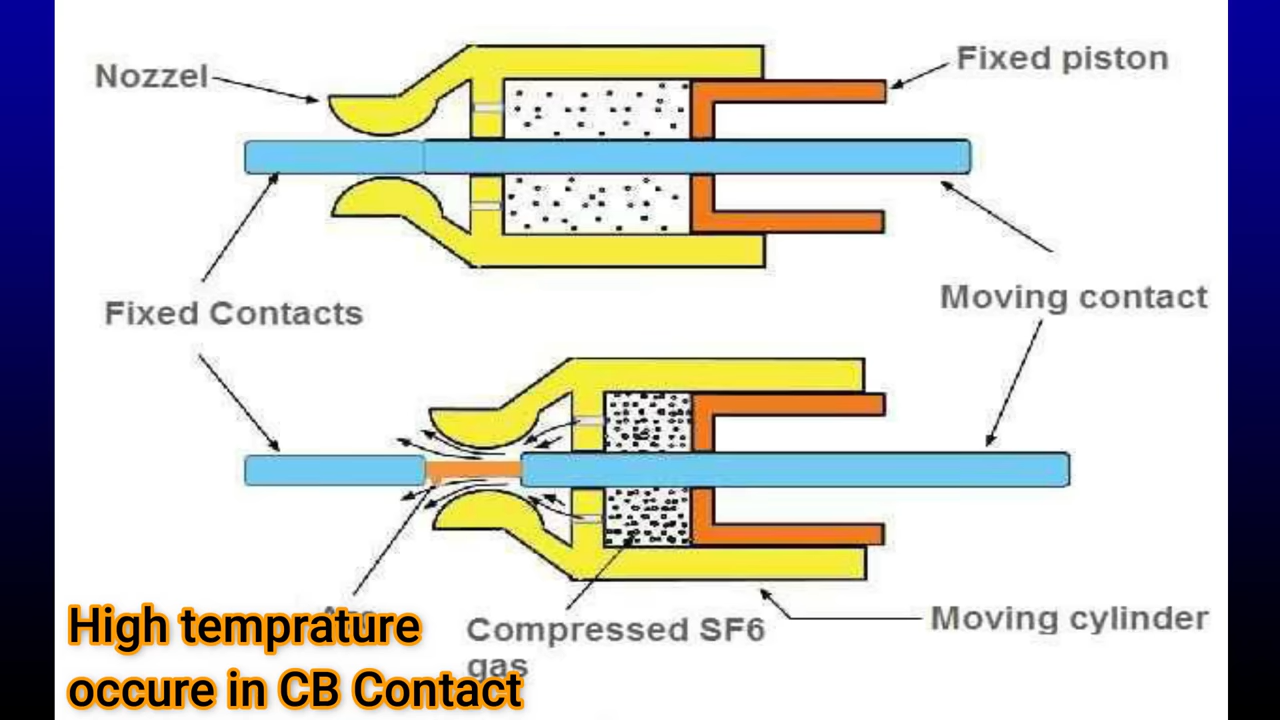 Nozzel
Fixed piston
Fixed Contacts
Moving contact
Compressed SF6
gas
Moving cylinder
High temprature
occure in CB Contact